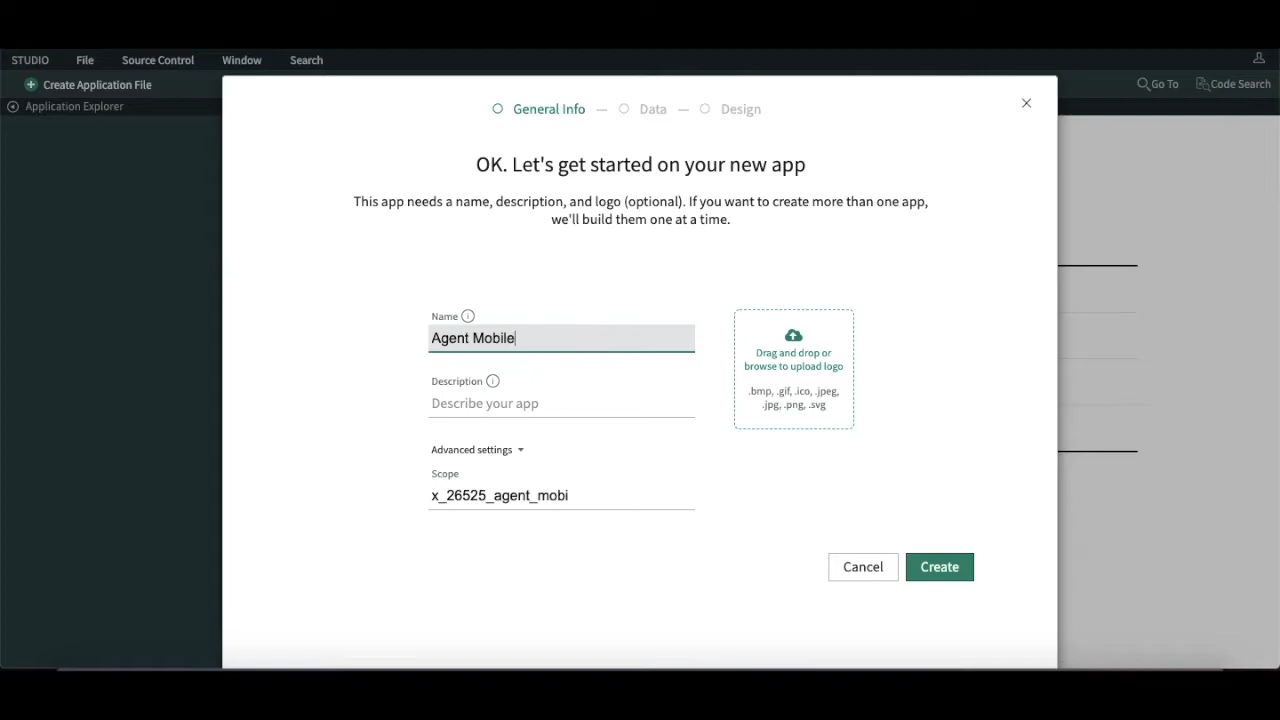 STUDIO File Source Control Window Search
Create Application File Go To Code Search
Application Explorer
General Info — Data — Design
OK. Let's get started on your new app
This app needs a name, description, and logo (optional). If you want to create more than one app,
we'll build them one at a time.
Name
Agent Mobile
Description
Describe your app
Advanced settings
Scope
x_26525_agent_mobi
Drag and drop or
browse to upload logo
.bmp, .gif, .ico, .jpeg,
.jpg, .png, .svg
Cancel Create